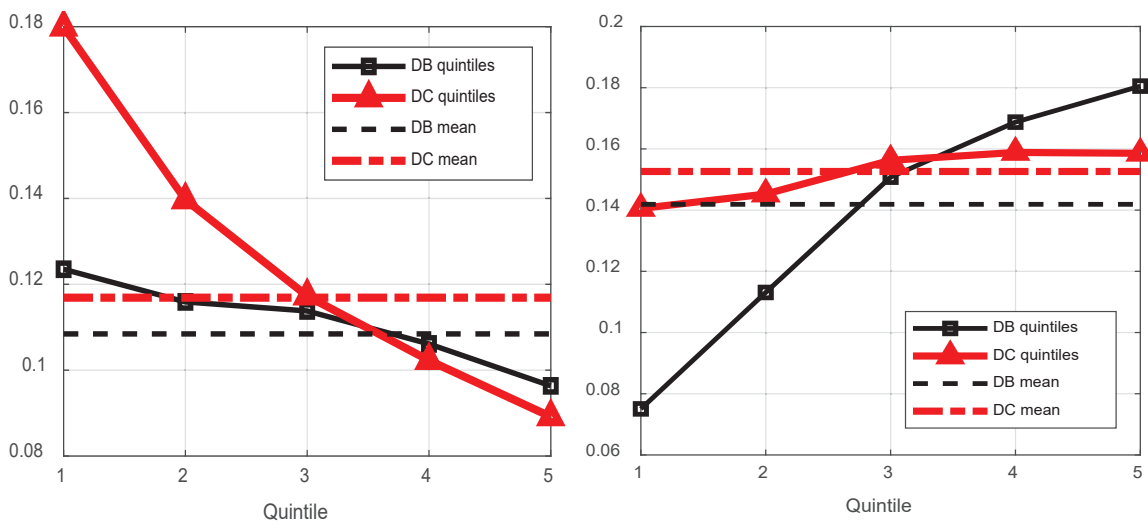 0.18
0.16
0.14
0.12
0.1
0.08
1 2 3 4 5
Quintile
DB quintiles
DC quintiles
DB mean
DC mean
0.2
0.18
0.16
0.14
0.12
0.1
0.08
0.06
1 2 3 4 5
Quintile
DB quintiles
DC quintiles
DB mean
DC mean